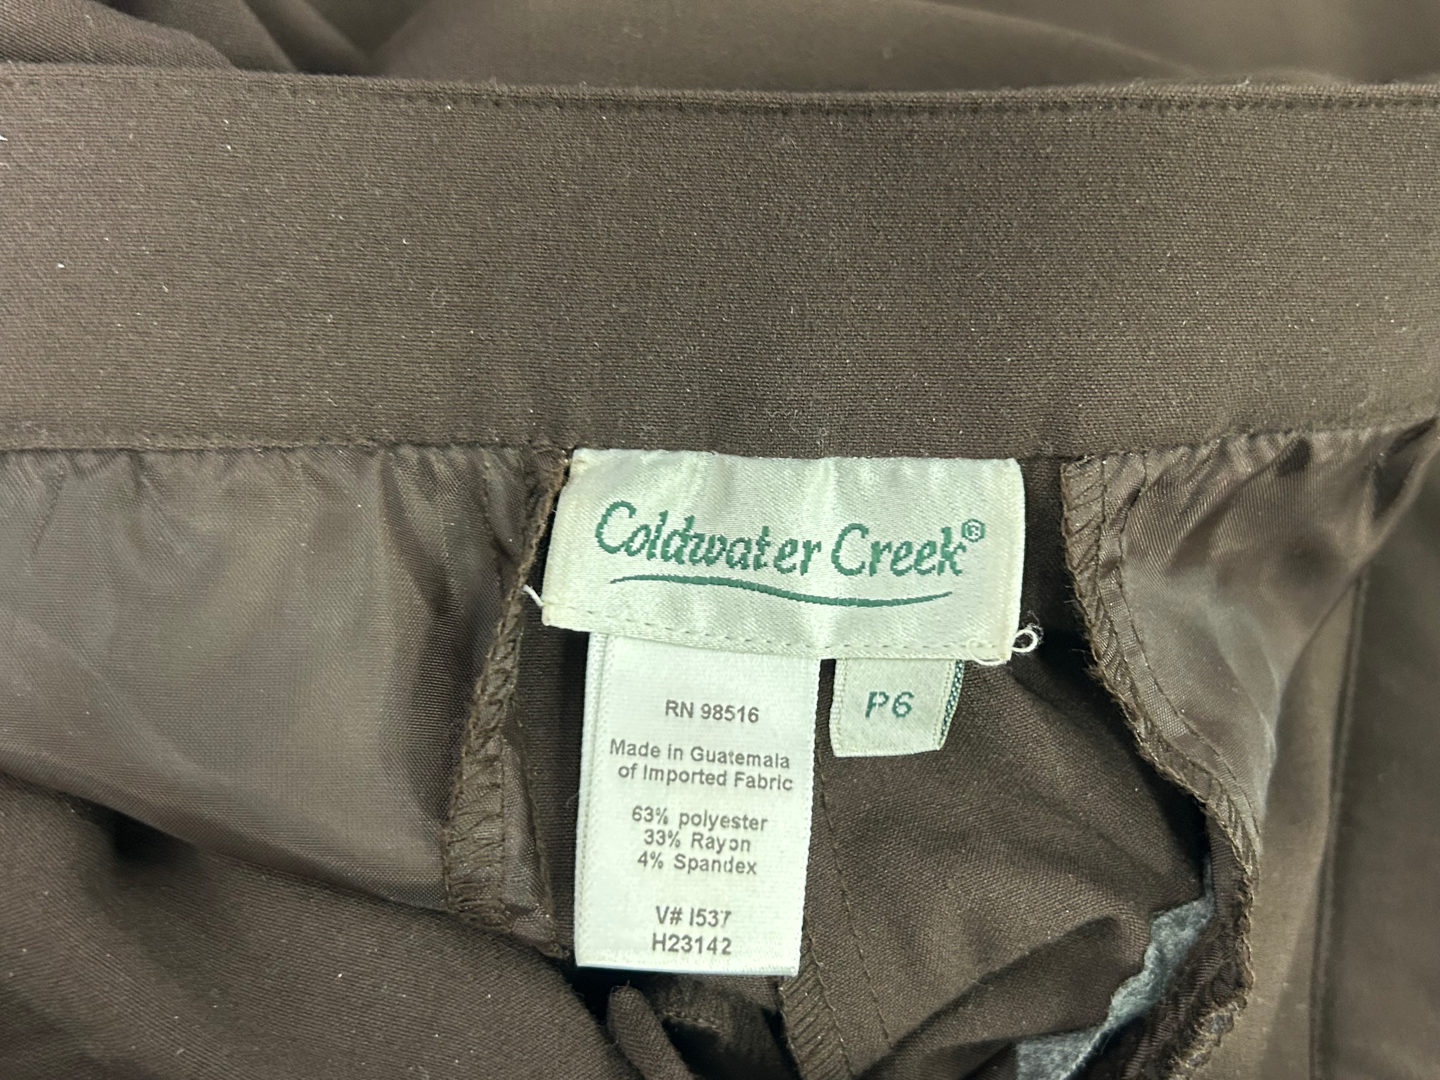 Coldwater Creek®
P6
RN 98516
Made in Guatemala
of Imported Fabric
63% polyester
33% Rayon
4% Spandex
V# I537
H23142